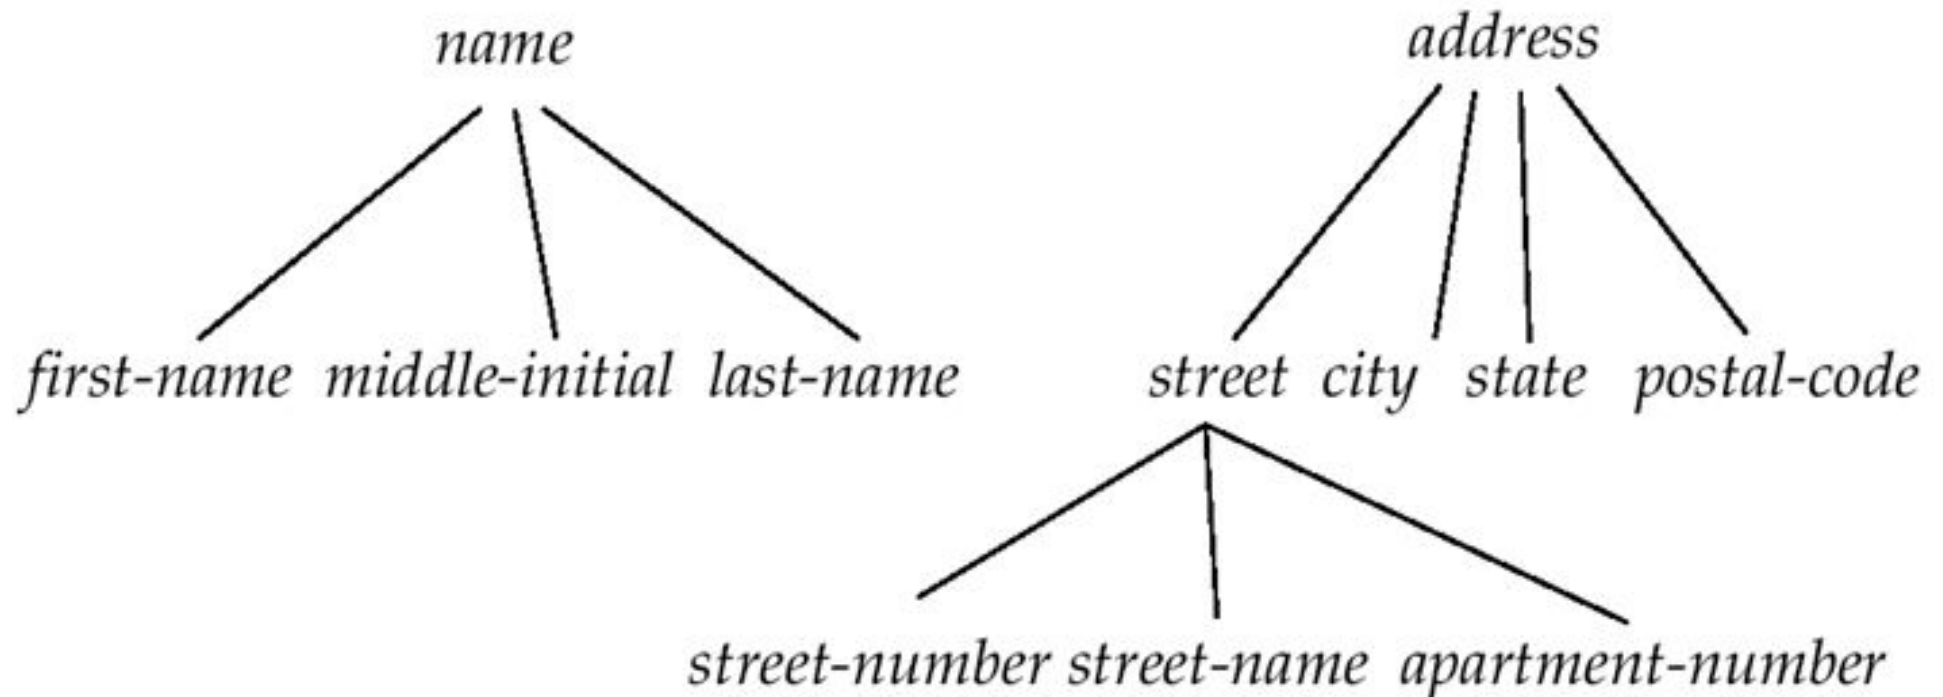 name address
first-name middle-initial last-name street city state postal-code
street-number street-name apartment-number